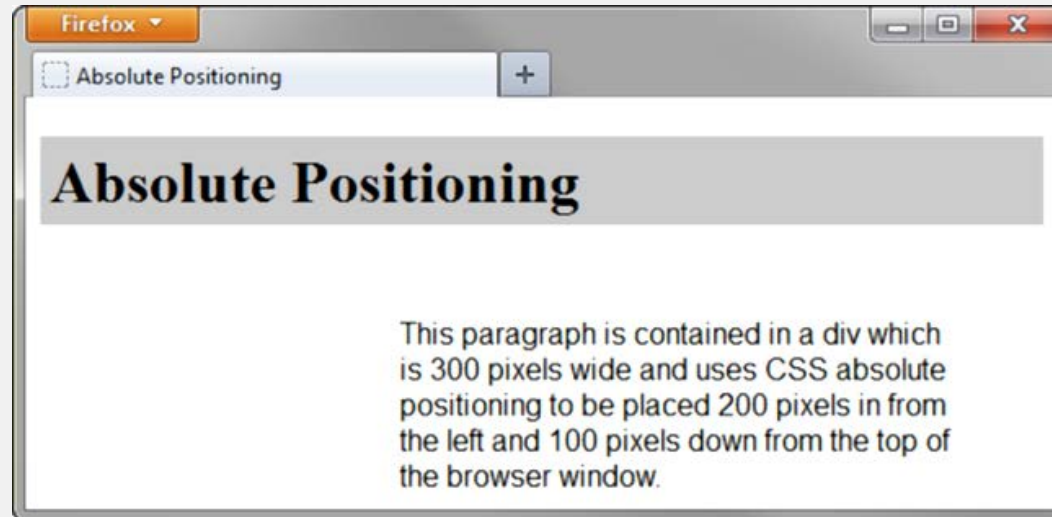 Firefox
Absolute Positioning
Absolute Positioning
This paragraph is contained in a div which
is 300 pixels wide and uses CSS absolute
positioning to be placed 200 pixels in from
the left and 100 pixels down from the top of
the browser window.